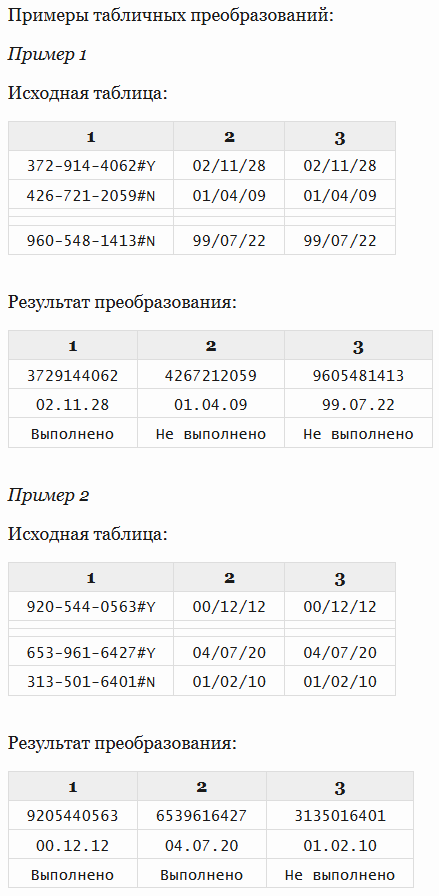 Примеры табличных преобразований:
Пример 1
Исходная таблица:
1 2 3
372-914-4062#Y 02/11/28 02/11/28
426-721-2059#N 01/04/09 01/04/09
960-548-1413#N 99/07/22 99/07/22
Результат преобразования:
1 2 3
3729144062 4267212059 9605481413
02.11.28 01.04.09 99.07.22
Выполнено Не выполнено Не выполнено
Пример 2
Исходная таблица:
1 2 3
920-544-0563#Y 00/12/12 00/12/12
653-961-6427#Y 04/07/20 04/07/20
313-501-6401#N 01/02/10 01/02/10
Результат преобразования:
1 2 3
9205440563 6539616427 3135016401
00.12.12 04.07.20 01.02.10
Выполнено Выполнено Не выполнено